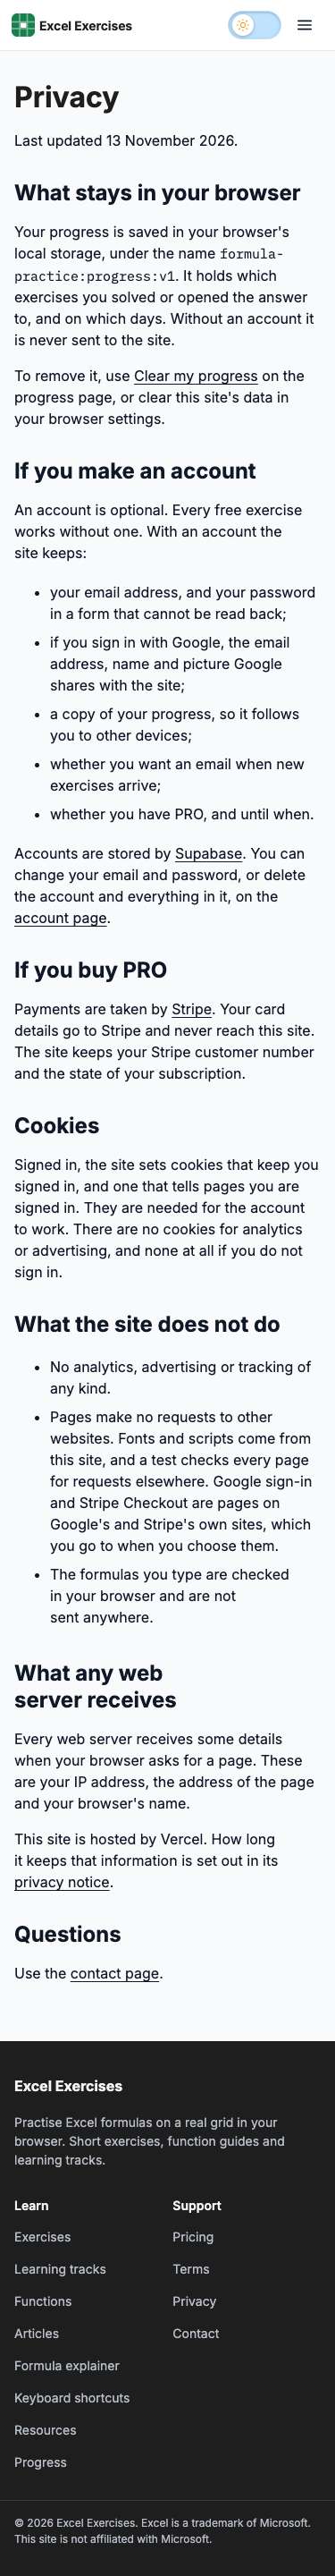 Excel Exercises
Privacy
Last updated 13 November 2026.
What stays in your browser
Your progress is saved in your browser's
local storage, under the name formula-
practice:progress:v1. It holds which
exercises you solved or opened the answer
to, and on which days. Without an account it
is never sent to the site.
To remove it, use Clear my progress on the
progress page, or clear this site's data in
your browser settings.
If you make an account
An account is optional. Every free exercise
works without one. With an account the
site keeps:
• your email address, and your password
in a form that cannot be read back;
• if you sign in with Google, the email
address, name and picture Google
shares with the site;
• a copy of your progress, so it follows
you to other devices;
• whether you want an email when new
exercises arrive;
• whether you have PRO, and until when.
Accounts are stored by Supabase. You can
change your email and password, or delete
the account and everything in it, on the
account page.
If you buy PRO
Payments are taken by Stripe. Your card
details go to Stripe and never reach this site.
The site keeps your Stripe customer number
and the state of your subscription.
Cookies
Signed in, the site sets cookies that keep you
signed in, and one that tells pages you are
signed in. They are needed for the account
to work. There are no cookies for analytics
or advertising, and none at all if you do not
sign in.
What the site does not do
• No analytics, advertising or tracking of
any kind.
• Pages make no requests to other
websites. Fonts and scripts come from
this site, and a test checks every page
for requests elsewhere. Google sign-in
and Stripe Checkout are pages on
Google's and Stripe's own sites, which
you go to when you choose them.
• The formulas you type are checked
in your browser and are not
sent anywhere.
What any web
server receives
Every web server receives some details
when your browser asks for a page. These
are your IP address, the address of the page
and your browser's name.
This site is hosted by Vercel. How long
it keeps that information is set out in its
privacy notice.
Questions
Use the contact page.
Excel Exercises
Practise Excel formulas on a real grid in your
browser. Short exercises, function guides and
learning tracks.
Learn
Exercises
Learning tracks
Functions
Articles
Formula explainer
Keyboard shortcuts
Resources
Progress
Support
Pricing
Terms
Privacy
Contact
© 2026 Excel Exercises. Excel is a trademark of Microsoft.
This site is not affiliated with Microsoft.